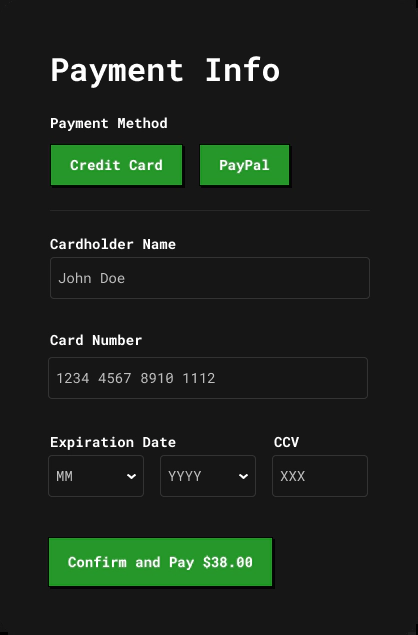 Payment Info
Payment Method
Credit Card PayPal
Cardholder Name
John Doe
Card Number
1234 4567 8910 1112
Expiration Date CCV
MM YYYY XXX
Confirm and Pay $38.00